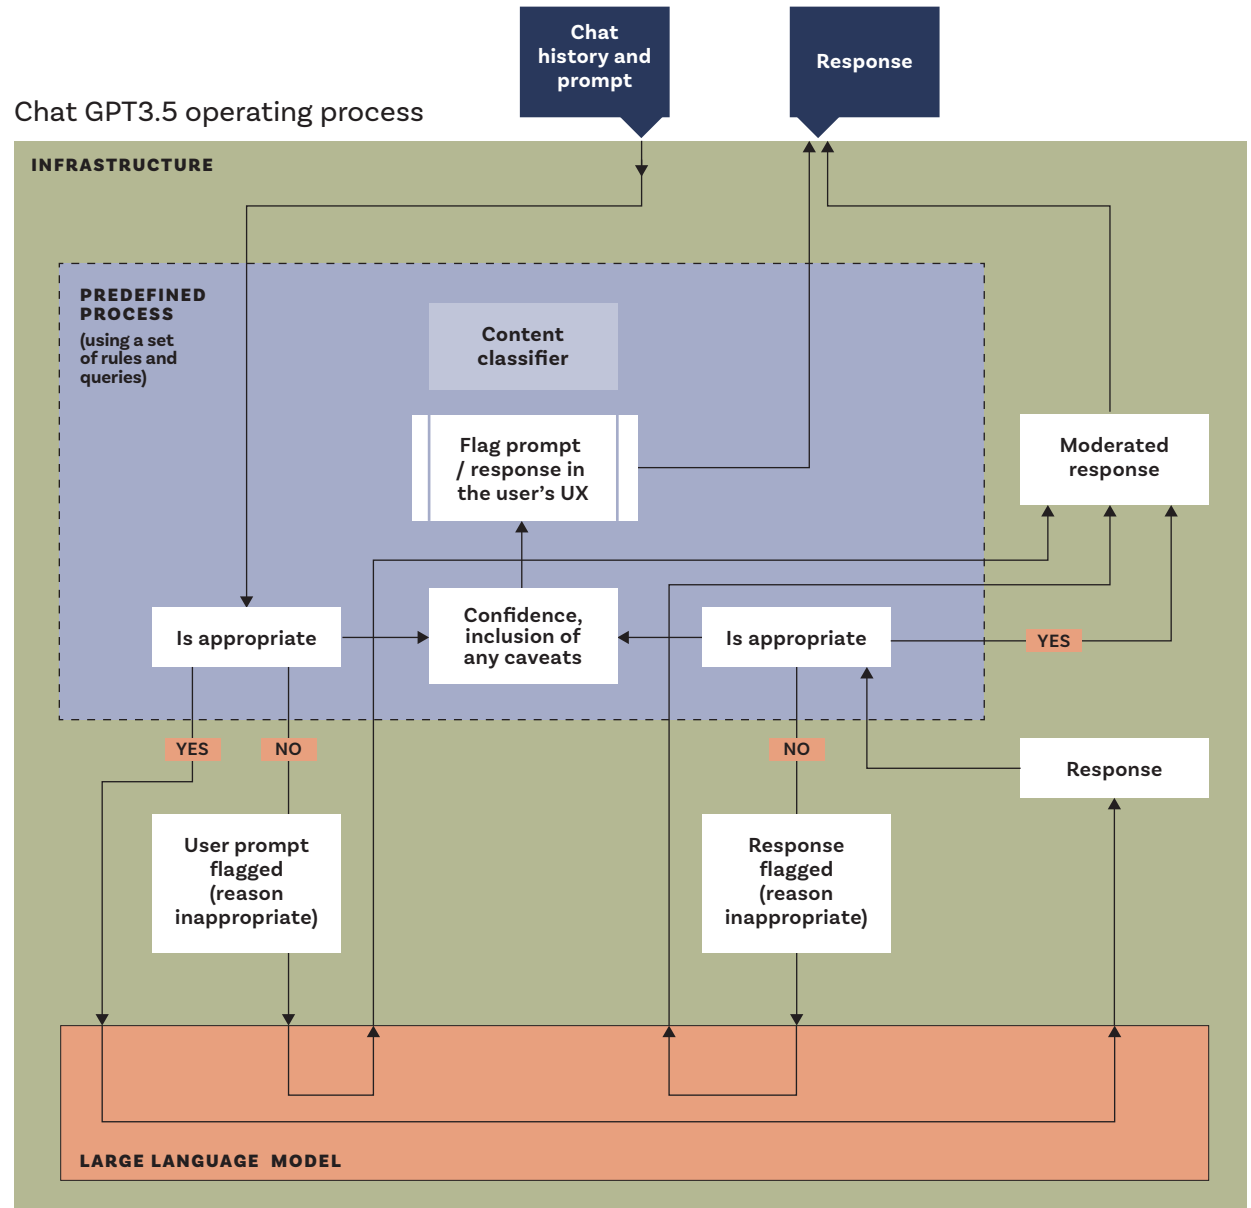 Chat
history and
prompt
Response
Chat GPT3.5 operating process
INFRASTRUCTURE
PREDEFINED
PROCESS
(using a set
of rules and
queries)
Content
classifier
Flag prompt
/ response in
the user’s UX
Moderated
response
Is appropriate
Confidence,
inclusion of
any caveats
Is appropriate
YES
YES
NO
NO
Response
User prompt
flagged
(reason
inappropriate)
Response
flagged
(reason
inappropriate)
LARGE LANGUAGE MODEL